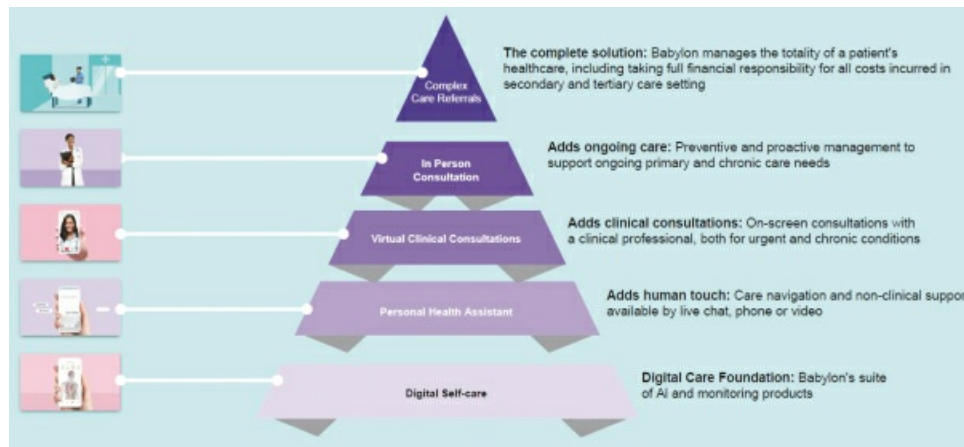 Complex
Care Referrals
The complete solution: Babylon manages the totality of a patient's
healthcare, including taking full financial responsibility for all costs incurred in
secondary and tertiary care setting
In Person
Consultation
Adds ongoing care: Preventive and proactive management to
support ongoing primary and chronic care needs
Virtual Clinical Consultations
Adds clinical consultations: On-screen consultations with
a clinical professional, both for urgent and chronic conditions
Personal Health Assistant
Adds human touch: Care navigation and non-clinical suppor
available by live chat, phone or video
Digital Self-care
Digital Care Foundation: Babylon's suite
of AI and monitoring products